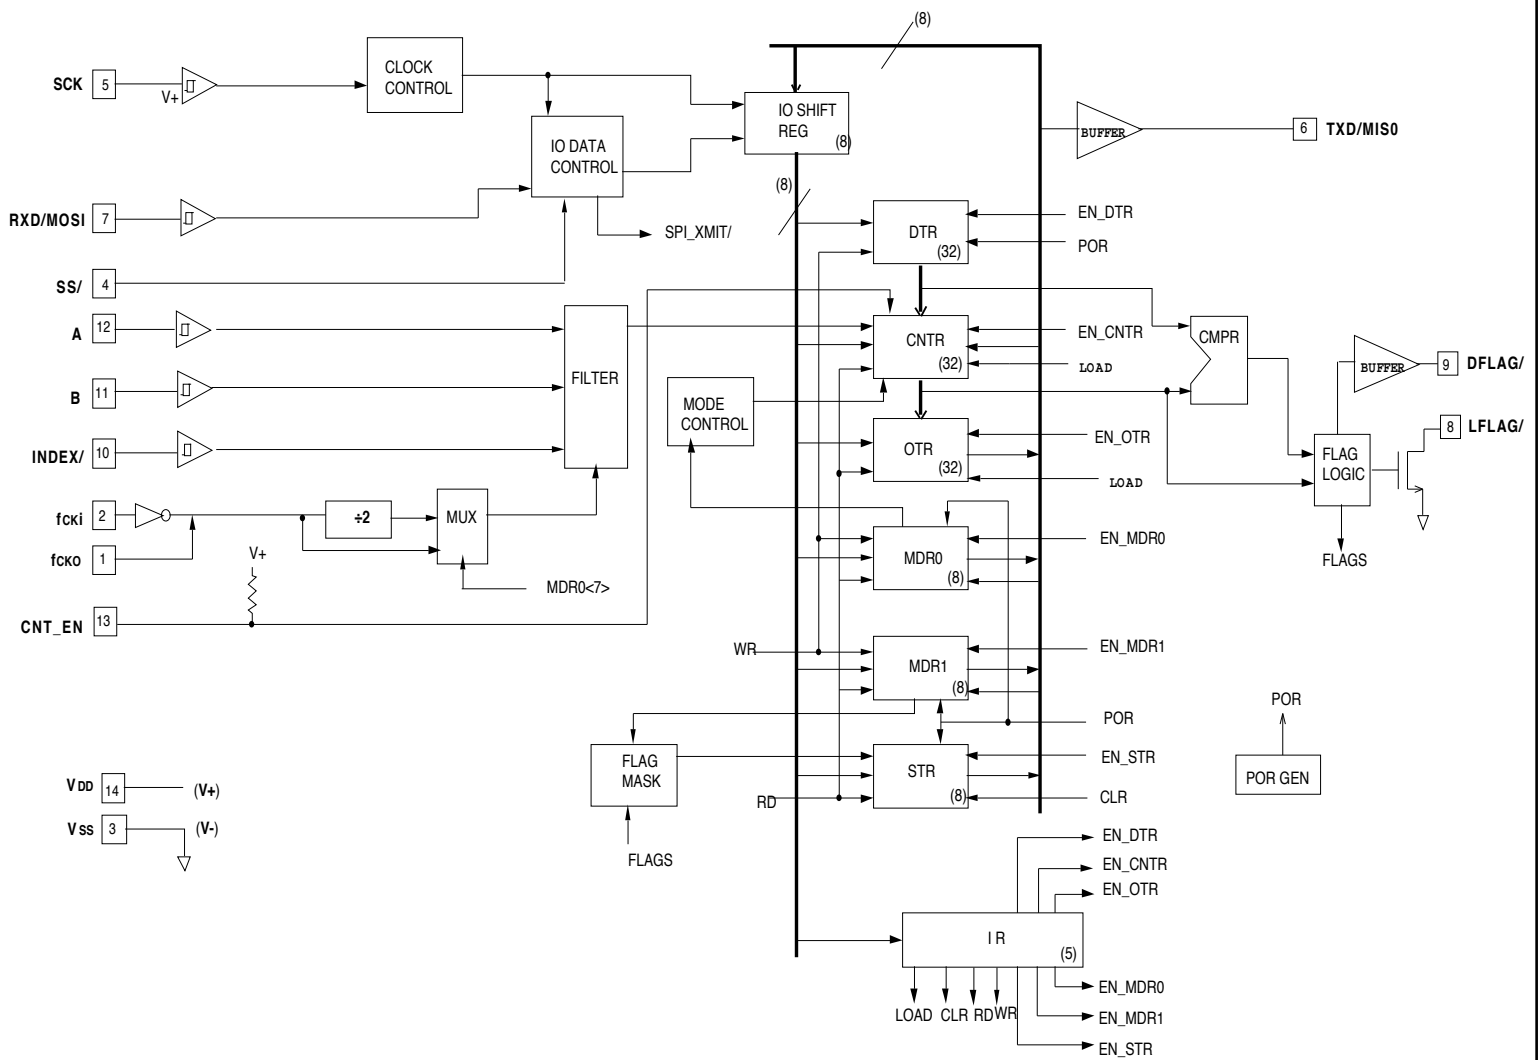 (8)
SCK 5
V+
CLOCK
CONTROL
IO SHIFT
REG
(8)
IO DATA
CONTROL
BUFFER
6 TXD/MIS0
(8)
RXD/MOSI 7
SPI_XMIT/
DTR
(32)
EN_DTR
POR
SS/ 4
A 12
B 11
INDEX/ 10
FILTER
CNTR
(32)
EN_CNTR
LOAD
CMPR
BUFFER
9 DFLAG/
8 LFLAG/
MODE
CONTROL
OTR
(32)
EN_OTR
LOAD
FLAG
LOGIC
FLAGS
fCKi 2
fCKO 1
÷2
MUX
V+
MDR0<7>
MDR0
(8)
EN_MDR0
CNT_EN 13
WR
MDR1
(8)
EN_MDR1
POR
FLAG
MASK
FLAGS
STR
(8)
EN_STR
RD
CLR
POR
POR GEN
VDD 14 (V+)
VSS 3 (V-)
EN_DTR
EN_CNTR
EN_OTR
I R
(5)
LOAD CLR RD WR
EN_MDR0
EN_MDR1
EN_STR